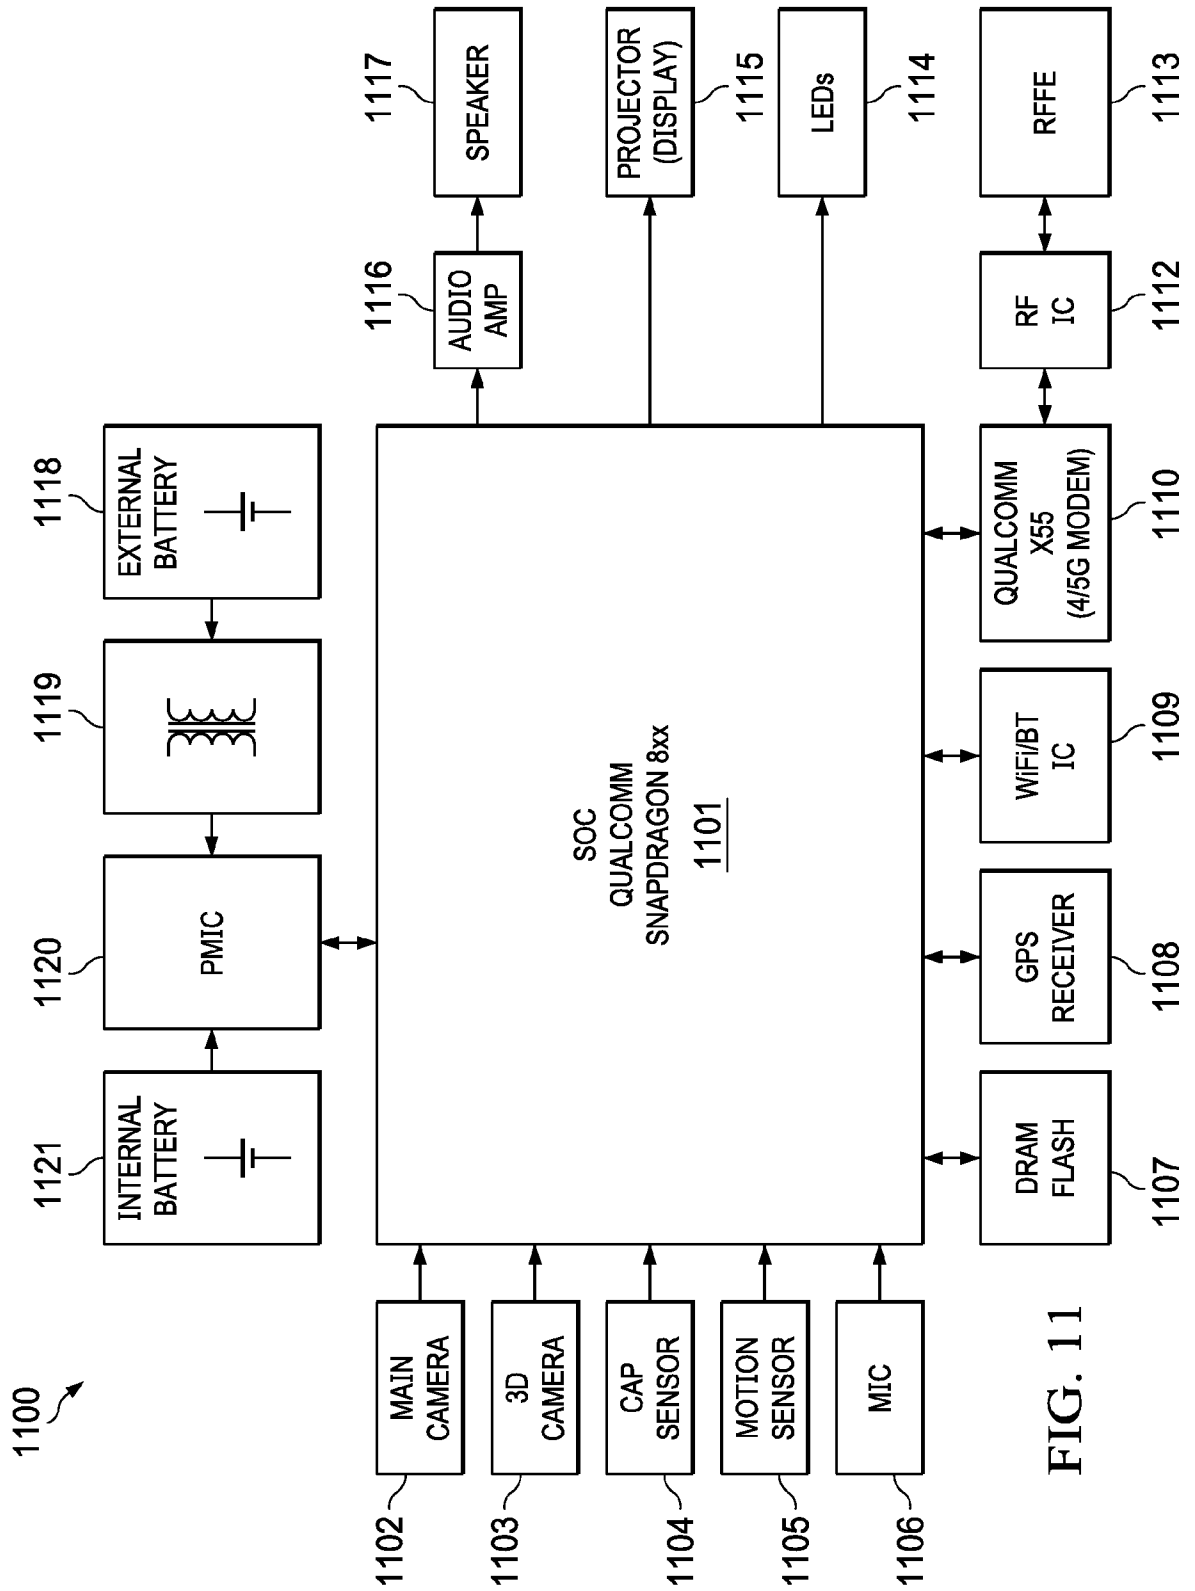 1100
1121
INTERNAL
BATTERY
1120
PMIC
1119
1118
EXTERNAL
BATTERY
1102
MAIN
CAMERA
1103
3D
CAMERA
1104
CAP
SENSOR
1105
MOTION
SENSOR
1106
MIC
SOC
QUALCOMM
SNAPDRAGON 8xx
1101
1116
AUDIO
AMP
1117
SPEAKER
PROJECTOR
(DISPLAY)
1115
LEDs
1114
DRAM
FLASH
1107
GPS
RECEIVER
1108
WiFi/BT
IC
1109
QUALCOMM
X55
(4/5G MODEM)
1110
RF
IC
1112
RFFE
1113
FIG. 11